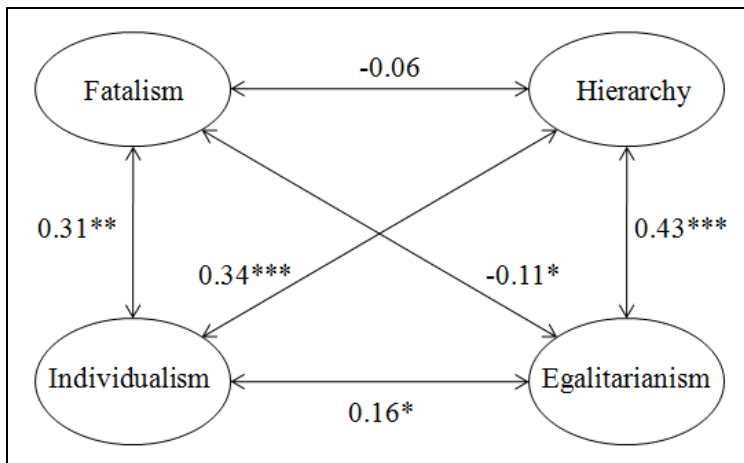 -0.06
Fatalism
Hierarchy
0.31**
0.43***
0.34***
-0.11*
Individualism
Egalitarianism
0.16*